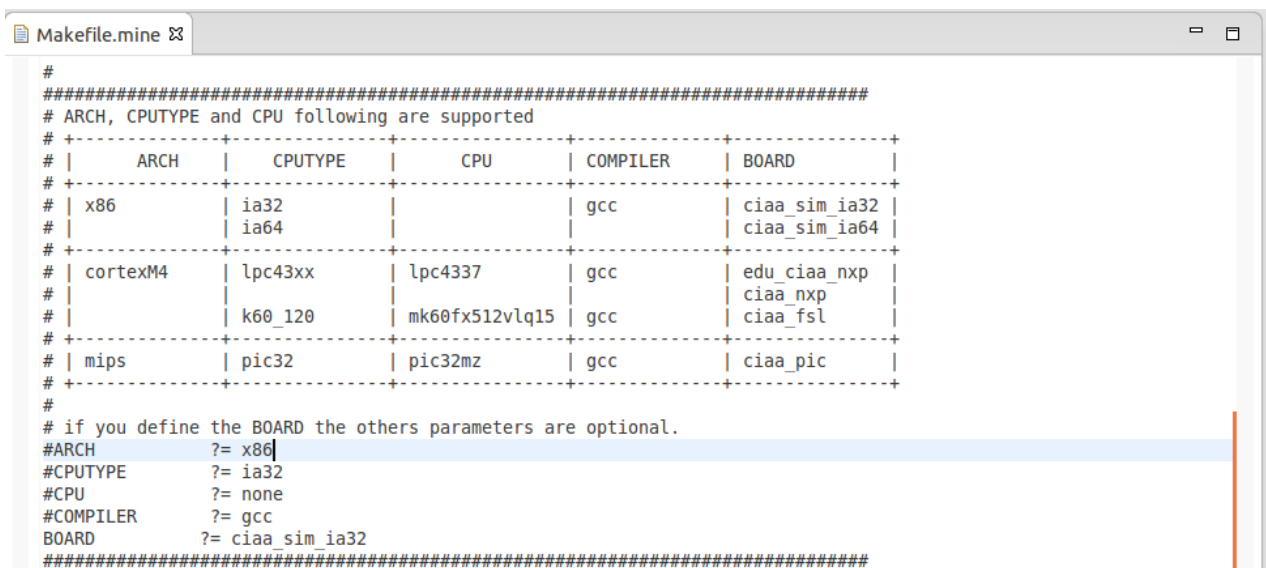 Makefile.mine
#
###############################################################################
# ARCH, CPUTYPE and CPU following are supported
# +--------------+---------------+----------------+--------------+---------------+
# |      ARCH    |    CPUTYPE    |      CPU       | COMPILER     | BOARD         |
# +--------------+---------------+----------------+--------------+---------------+
# | x86          | ia32          |                | gcc          | ciaa_sim_ia32 |
# |              | ia64          |                |              | ciaa_sim_ia64 |
# +--------------+---------------+----------------+--------------+---------------+
# | cortexM4     | lpc43xx       | lpc4337        | gcc          | edu_ciaa_nxp  |
# |              |               |                |              | ciaa_nxp      |
# |              | k60_120       | mk60fx512vlq15 | gcc          | ciaa_fsl      |
# +--------------+---------------+----------------+--------------+---------------+
# | mips         | pic32         | pic32mz        | gcc          | ciaa_pic      |
# +--------------+---------------+----------------+--------------+---------------+
#
# if you define the BOARD the others parameters are optional.
#ARCH           ?= x86
#CPUTYPE        ?= ia32
#CPU            ?= none
#COMPILER       ?= gcc
BOARD          ?= ciaa_sim_ia32
###############################################################################